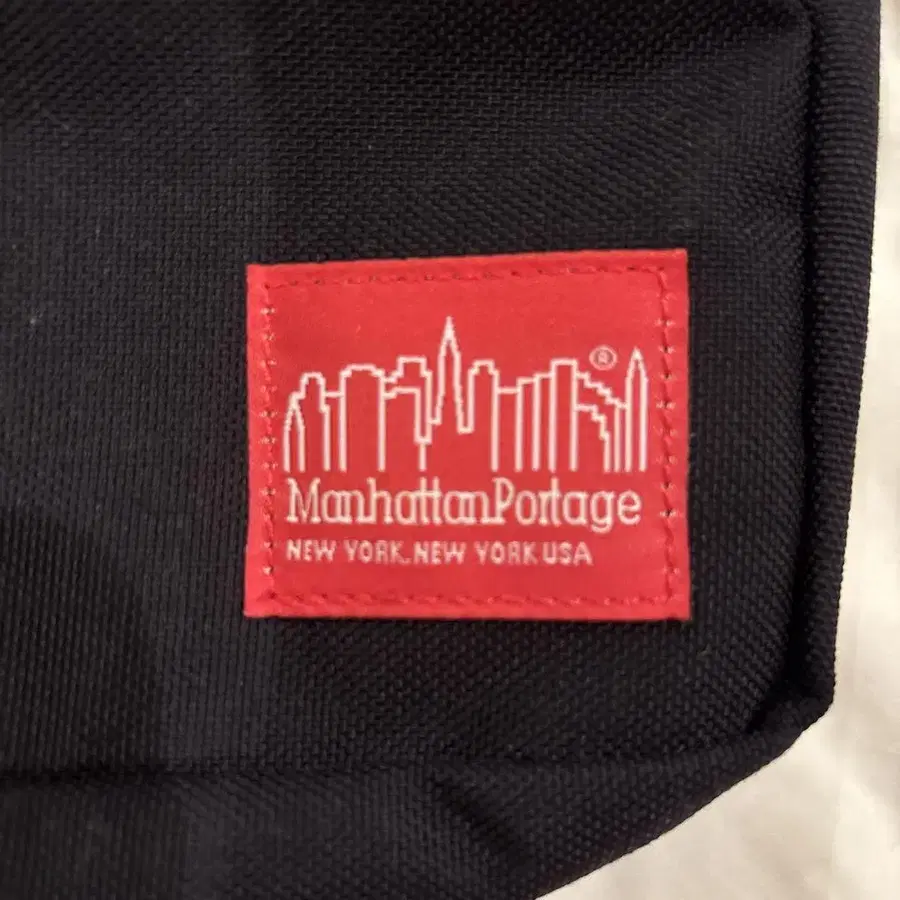 ®
ManhattanPortage
NEW YORK, NEW YORK USA